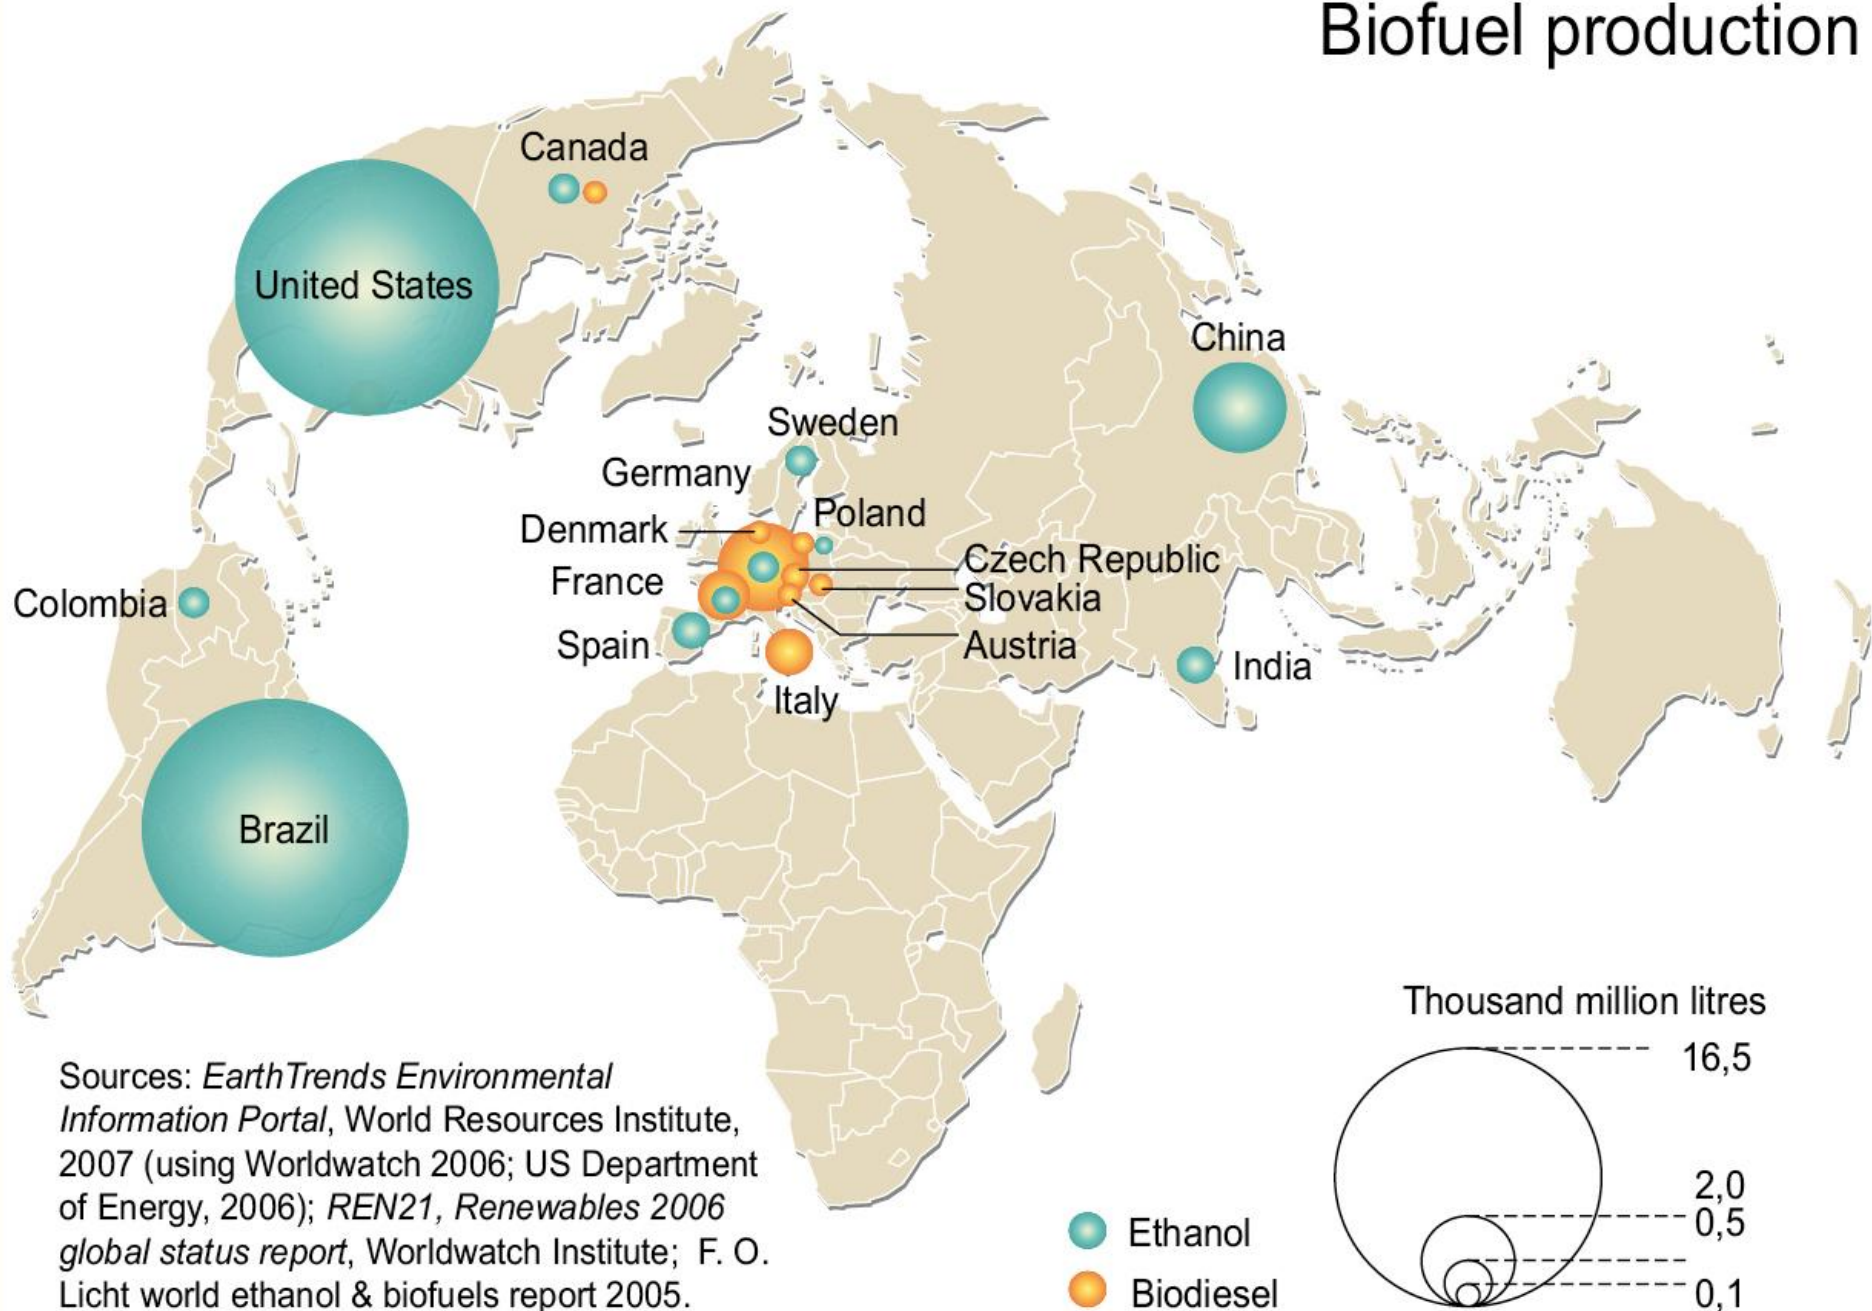 Biofuel production
Canada
United States
China
Sweden
Germany
Poland
Denmark
Czech Republic
France
Slovakia
Colombia
Spain
Austria
India
Italy
Brazil
Thousand million litres
16,5
2,0
0,5
0,1
Ethanol
Biodiesel
Sources: EarthTrends Environmental
Information Portal, World Resources Institute,
2007 (using Worldwatch 2006; US Department
of Energy, 2006); REN21, Renewables 2006
global status report, Worldwatch Institute; F. O.
Licht world ethanol & biofuels report 2005.